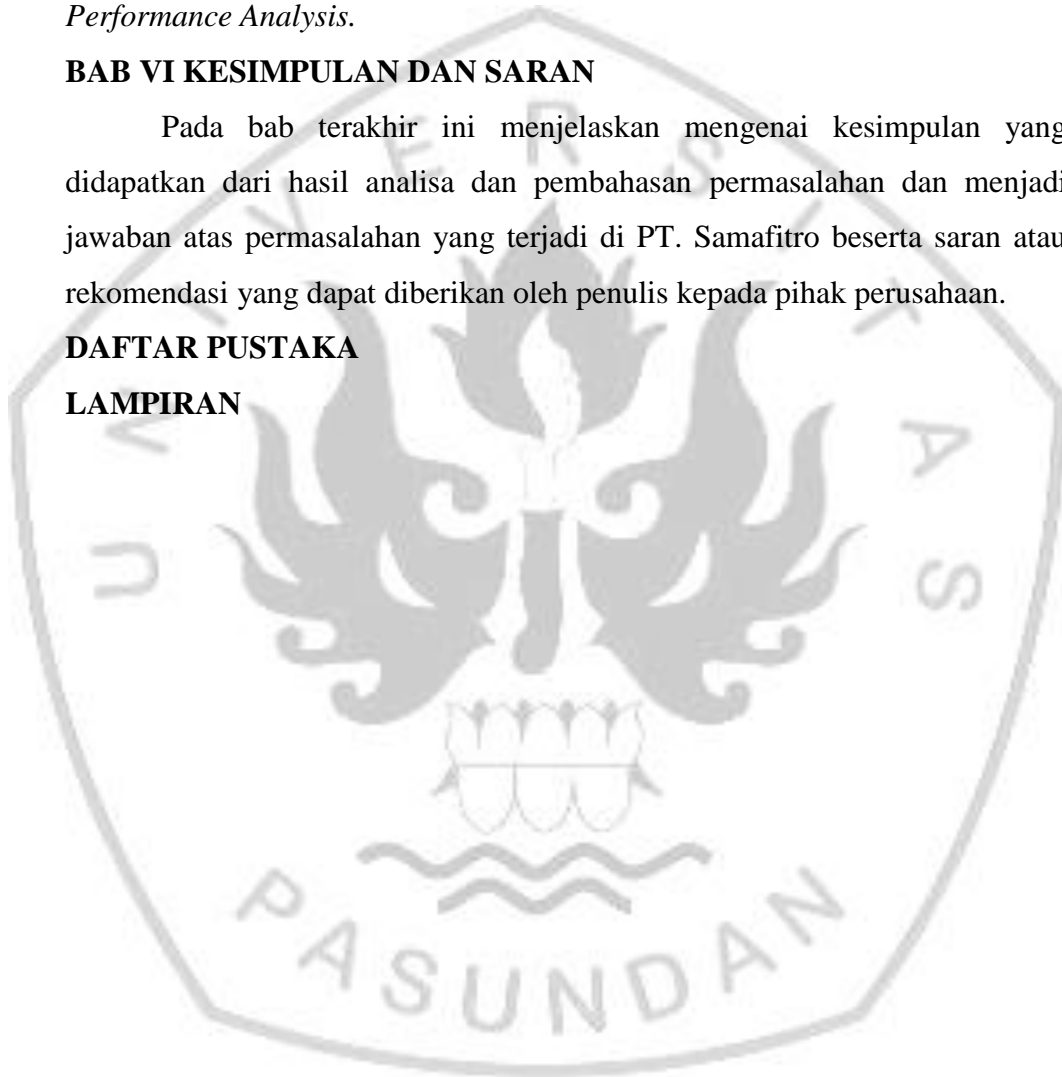 Performance Analysis.
BAB VI KESIMPULAN DAN SARAN
Pada bab terakhir ini menjelaskan mengenai kesimpulan yang
didapatkan dari hasil analisa dan pembahasan permasalahan dan menjadi
jawaban atas permasalahan yang terjadi di PT. Samafitro beserta saran atau
rekomendasi yang dapat diberikan oleh penulis kepada pihak perusahaan.
DAFTAR PUSTAKA
LAMPIRAN
UNIVERSITAS
PASUNDAN